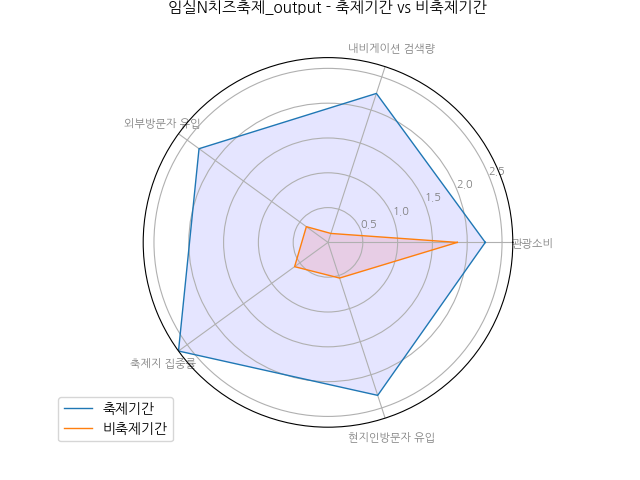 임실N치즈축제_output - 축제기간 vs 비축제기간
내비게이션 검색량
외부방문자 유입
2.5
2.0
1.5
1.0
0.5
관광소비
축제지 집중률
현지인방문자 유입
축제기간
비축제기간